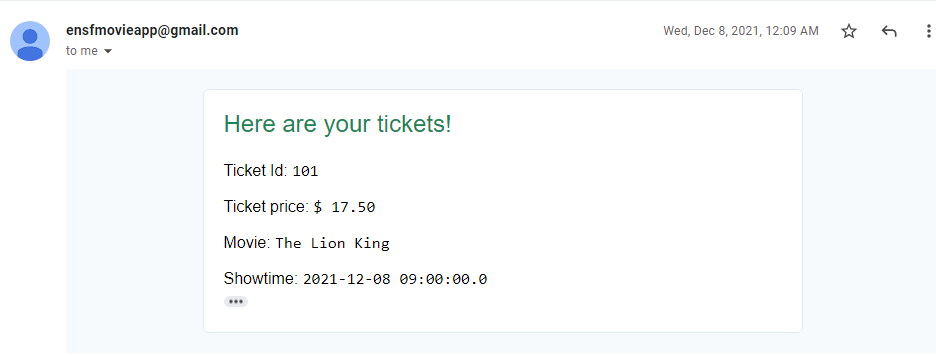 ensfmovieapp@gmail.com
Wed, Dec 8, 2021, 12:09 AM
to me
Here are your tickets!
Ticket Id: 101
Ticket price: $ 17.50
Movie: The Lion King
Showtime: 2021-12-08 09:00:00.0